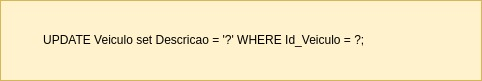 UPDATE Veiculo set Descricao = '?' WHERE Id_Veiculo = ?;